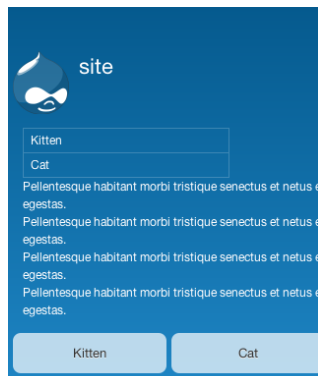 site
Kitten
Cat
Pellentesque habitant morbi tristique senectus et netus e
egestas.
Pellentesque habitant morbi tristique senectus et netus e
egestas.
Pellentesque habitant morbi tristique senectus et netus e
egestas.
Pellentesque habitant morbi tristique senectus et netus e
egestas.
Kitten Cat